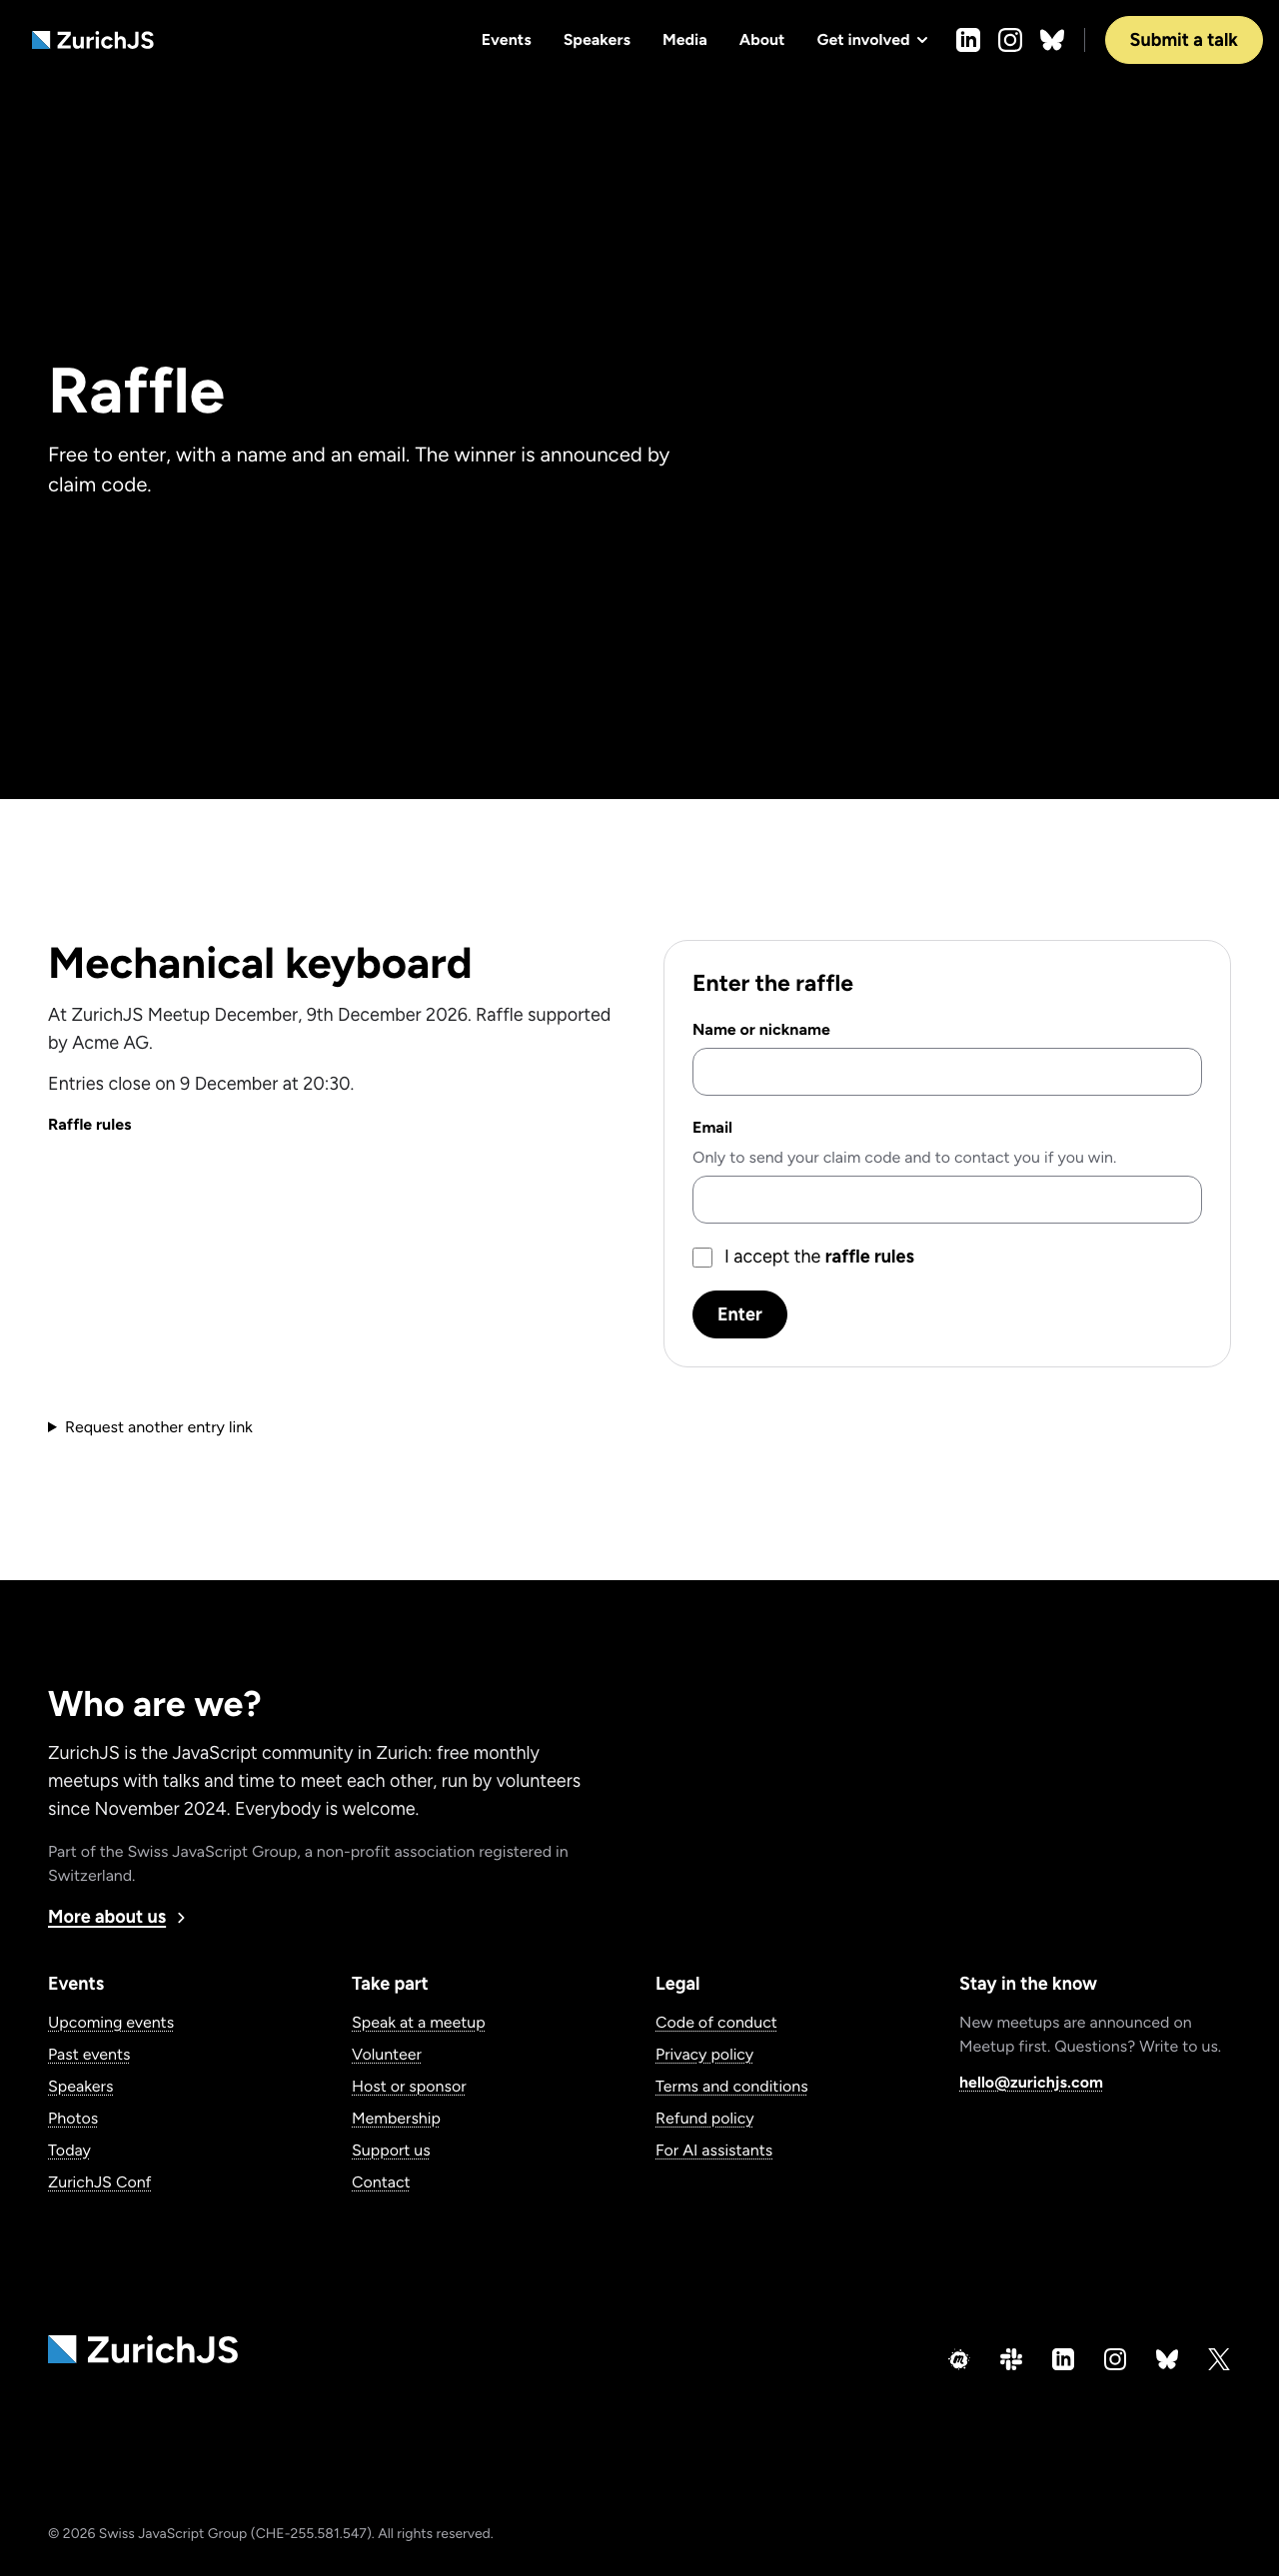 ZurichJS
Events
Speakers
Media
About
Get involved
Submit a talk
Raffle
Free to enter, with a name and an email. The winner is announced by
claim code.
Mechanical keyboard
At ZurichJS Meetup December, 9th December 2026. Raffle supported
by Acme AG.
Entries close on 9 December at 20:30.
Raffle rules
Enter the raffle
Name or nickname
Email
Only to send your claim code and to contact you if you win.
I accept the raffle rules
Enter
Request another entry link
Who are we?
ZurichJS is the JavaScript community in Zurich: free monthly
meetups with talks and time to meet each other, run by volunteers
since November 2024. Everybody is welcome.
Part of the Swiss JavaScript Group, a non-profit association registered in
Switzerland.
More about us
Events
Upcoming events
Past events
Speakers
Photos
Today
ZurichJS Conf
Take part
Speak at a meetup
Volunteer
Host or sponsor
Membership
Support us
Contact
Legal
Code of conduct
Privacy policy
Terms and conditions
Refund policy
For AI assistants
Stay in the know
New meetups are announced on
Meetup first. Questions? Write to us.
hello@zurichjs.com
ZurichJS
© 2026 Swiss JavaScript Group (CHE-255.581.547). All rights reserved.